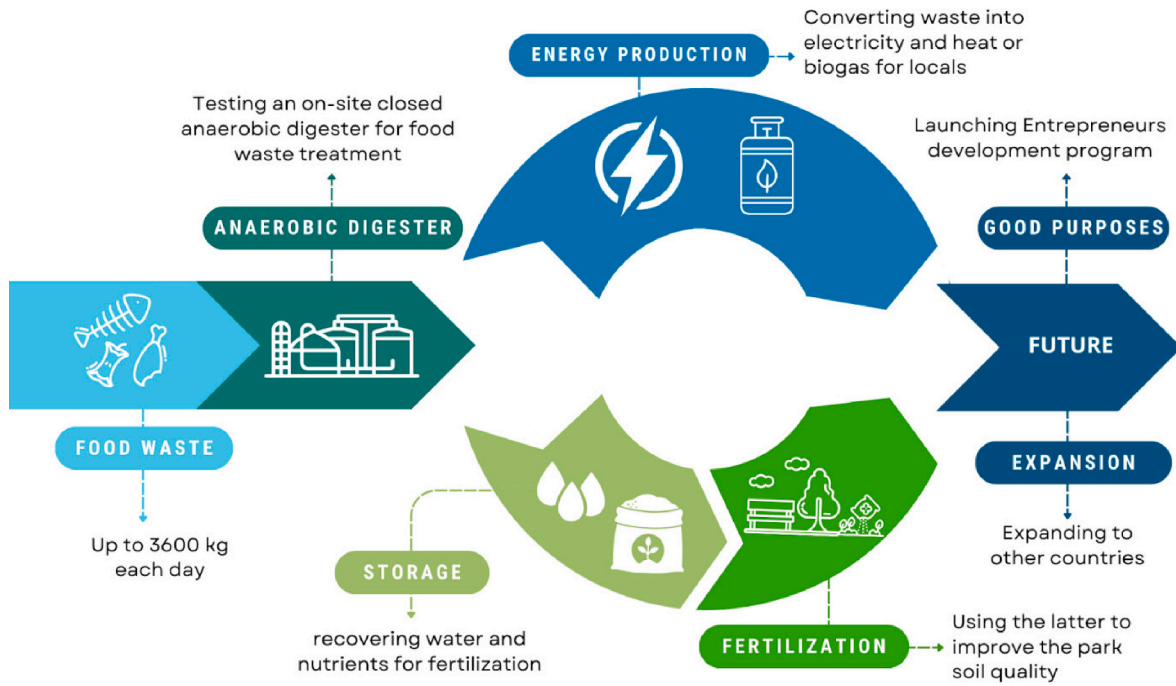 ENERGY PRODUCTION
Converting waste into
electricity and heat or
biogas for locals
Testing an on-site closed
anaerobic digester for food
waste treatment
ANAEROBIC DIGESTER
Launching Entrepreneurs
development program
GOOD PURPOSES
FUTURE
FOOD WASTE
Up to 3600 kg
each day
STORAGE
recovering water and
nutrients for fertilization
FERTILIZATION
Using the latter to
improve the park
soil quality
EXPANSION
Expanding to
other countries